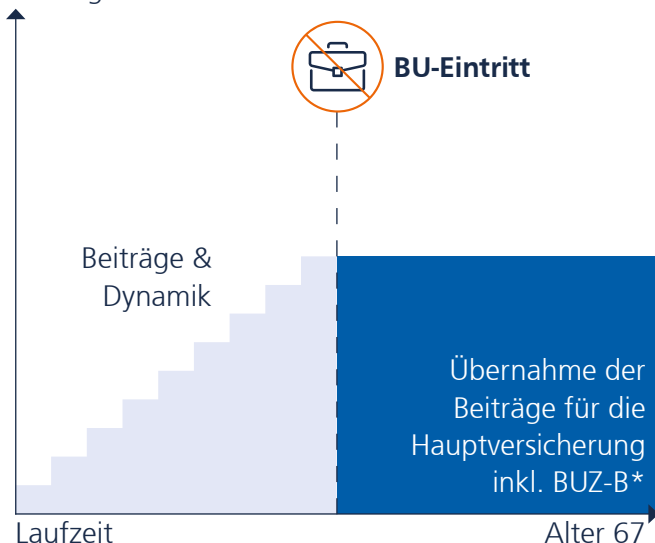 BU-Eintritt
Beiträge &
Dynamik
Übernahme der
Beiträge für die
Hauptversicherung
inkl. BUZ-B*
Laufzeit
Alter 67